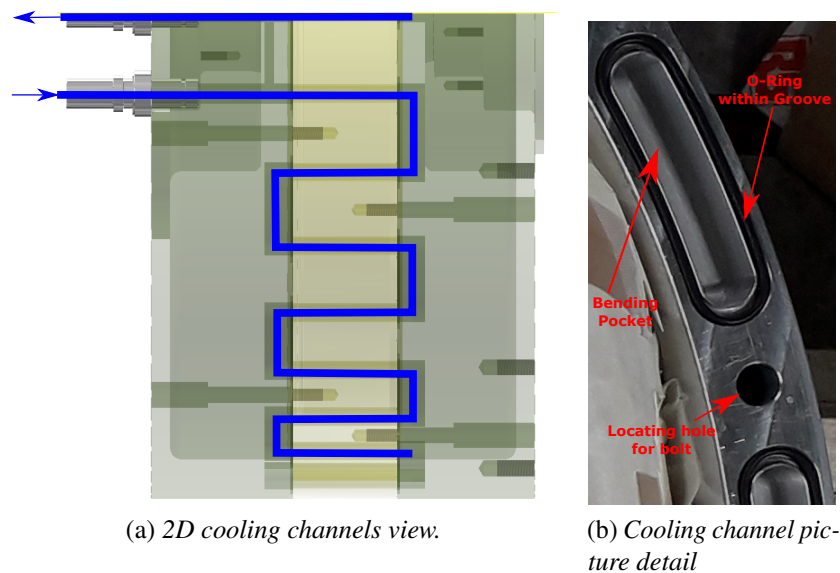 O-Ring
within Groove
Bending
Pocket
Locating hole
for bolt
(a) 2D cooling channels view.
(b) Cooling channel pic-
ture detail